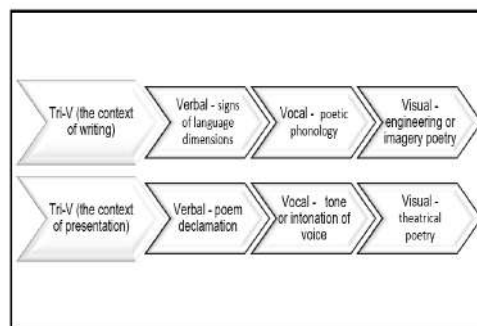 Tri-V (the context
of writing)
Verbal - signs
of language
dimensions
Vocal - poetic
phonology
Visual -
engineering or
imagery poetry
Tri-V (the context
of presentation)
Verbal - poem
declamation
Vocal - tone
or intonation of
voice
Visual -
theatrical
poetry